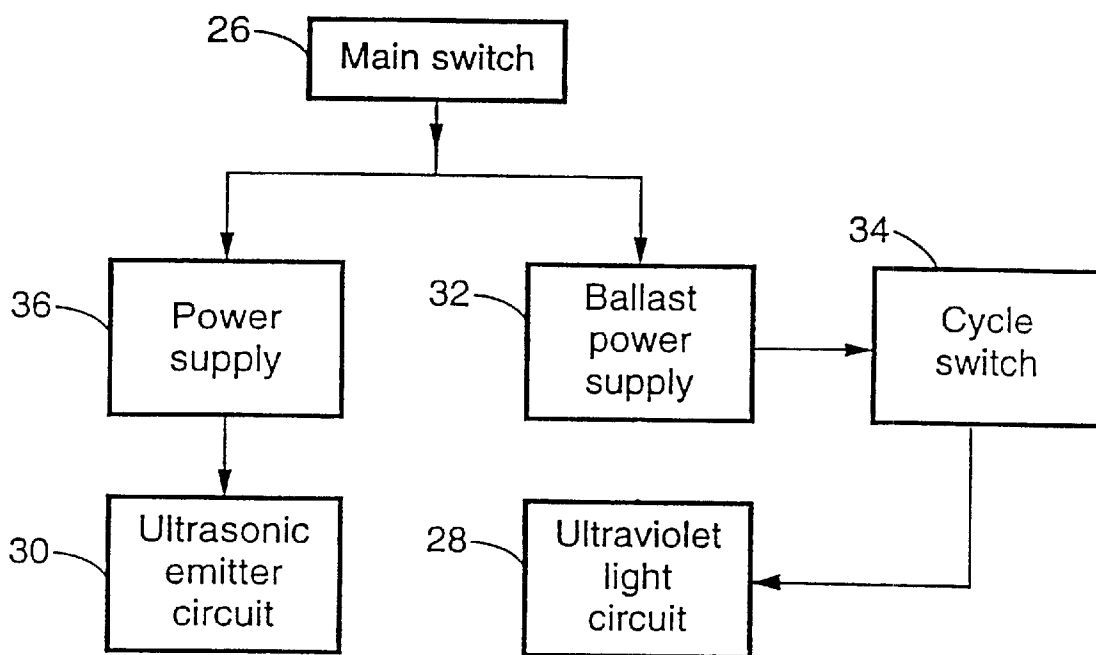 26
Main switch
36
Power
supply
32
Ballast
power
supply
34
Cycle
switch
30
Ultrasonic
emitter
circuit
28
Ultraviolet
light
circuit